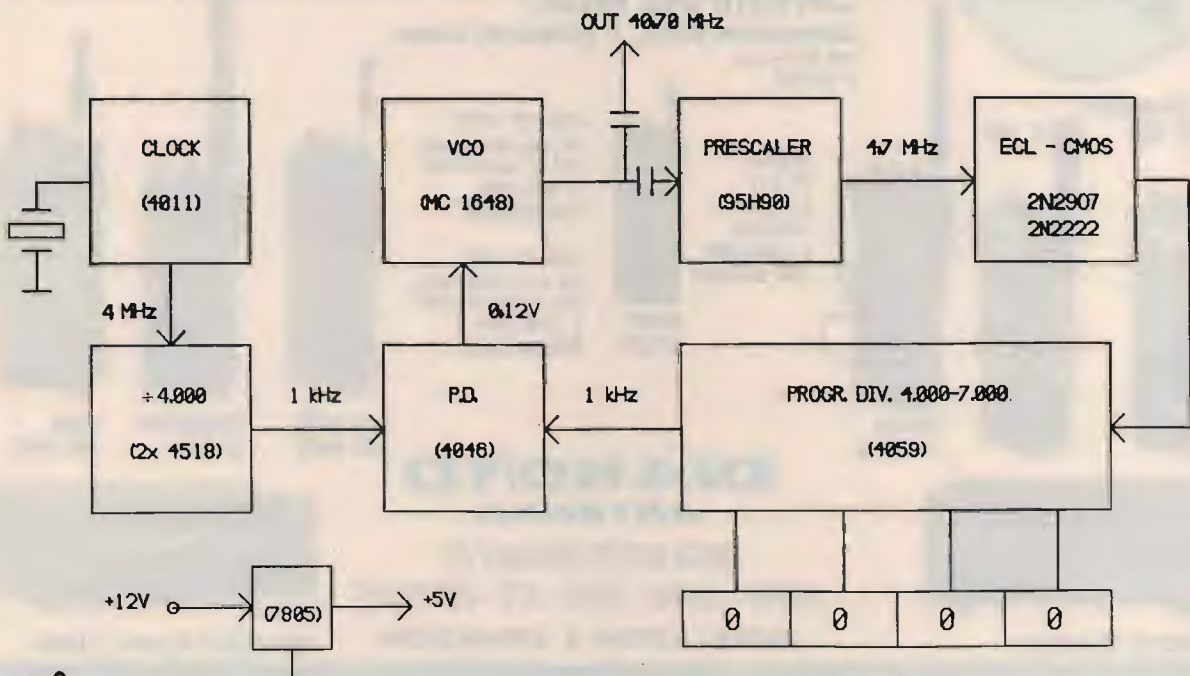 OUT 40.70 MHz
CLOCK
(4011)
VCO
(MC 1648)
PRESCALER
(95H90)
4.7 MHz
ECL - CMOS
2N2907
2N2222
4 MHz
0.12V
÷4.000
(2x 4518)
1 kHz
P.D.
(4046)
1 kHz
PROGR. DIV. 4.000-7.000
(4059)
+12V
(7805)
+5V
0 0 0 0